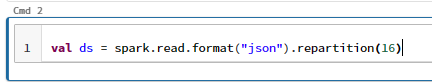 Cmd 2
1 val ds = spark.read.format("json").repartition(16)